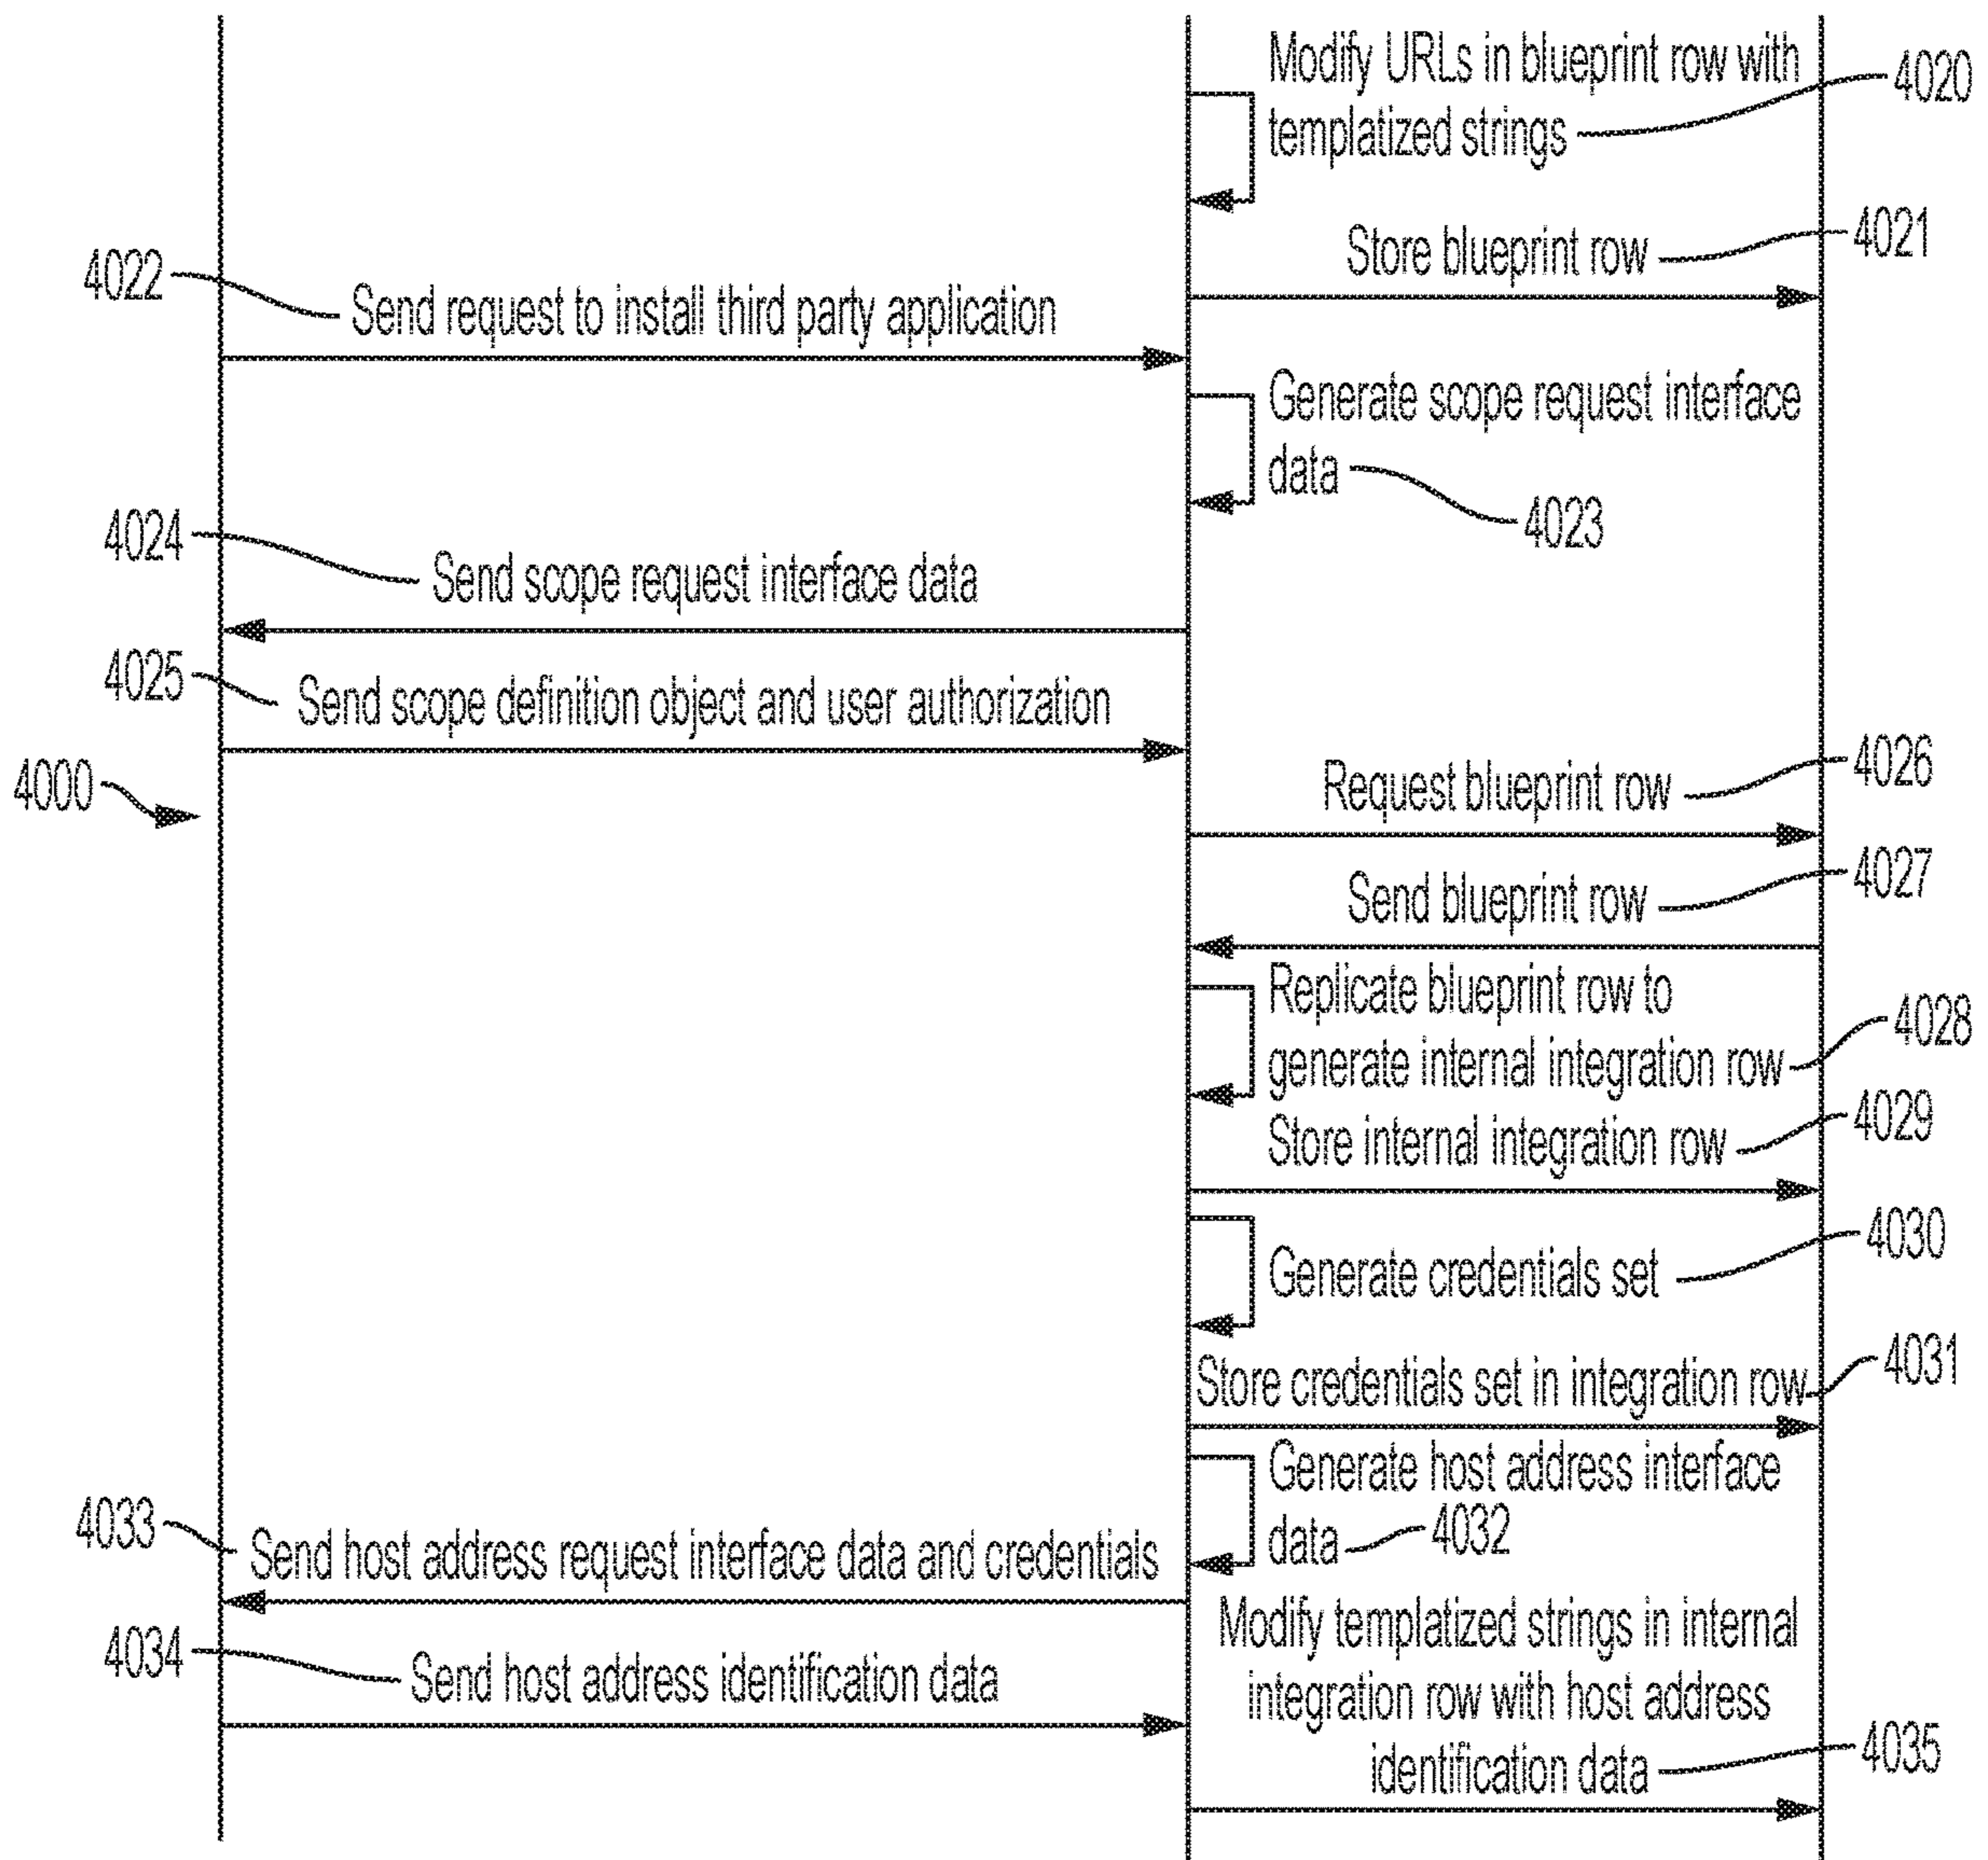 Modify URLs in blueprint row with
templatized strings
4020
Store blueprint row
4021
4022
Send request to install third party application
Generate scope request interface
data
4023
4024
Send scope request interface data
4025
Send scope definition object and user authorization
4000
Request blueprint row
4026
Send blueprint row
4027
Replicate blueprint row to
generate internal integration row
4028
Store internal integration row
4029
Generate credentials set
4030
Store credentials set in integration row
4031
Generate host address interface
data
4032
4033
Send host address request interface data and credentials
4034
Send host address identification data
Modify templatized strings in internal
integration row with host address
identification data
4035